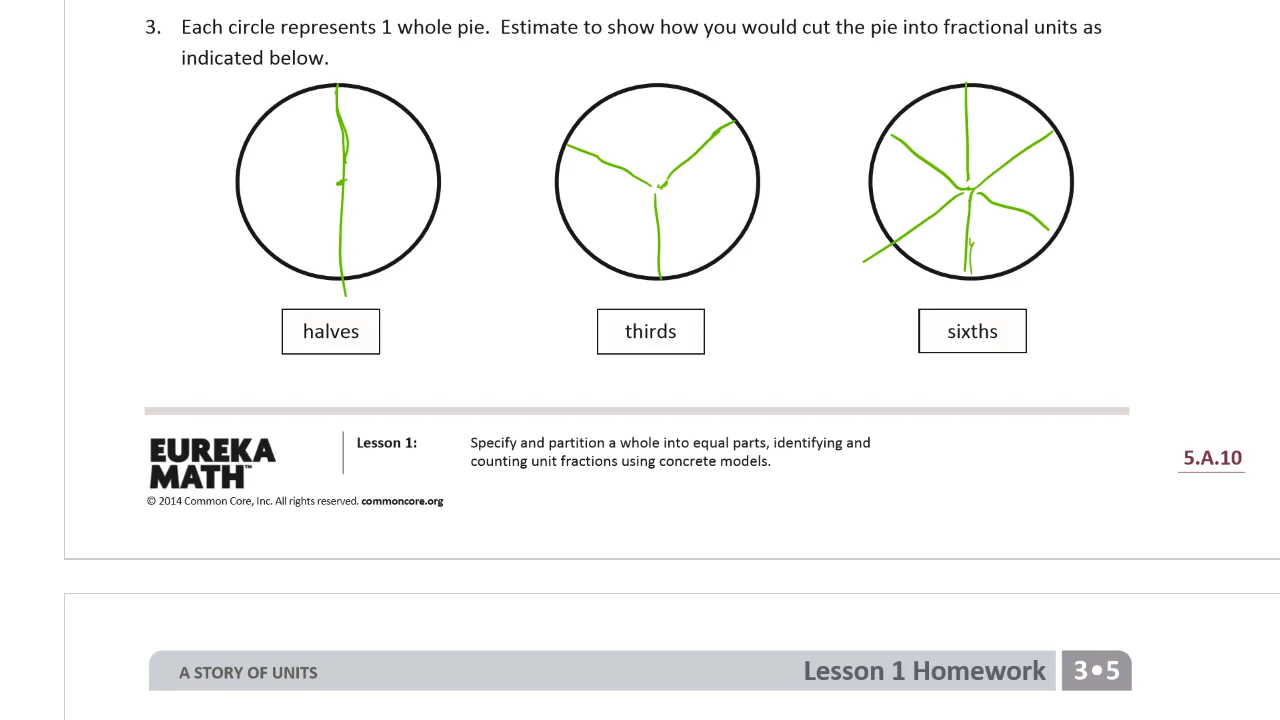 3. Each circle represents 1 whole pie. Estimate to show how you would cut the pie into fractional units as
indicated below.
halves
thirds
sixths
EUREKA
MATH™
Lesson 1:
Specify and partition a whole into equal parts, identifying and
counting unit fractions using concrete models.
5.A.10
© 2014 Common Core, Inc. All rights reserved. commoncore.org
A STORY OF UNITS
Lesson 1 Homework
3•5